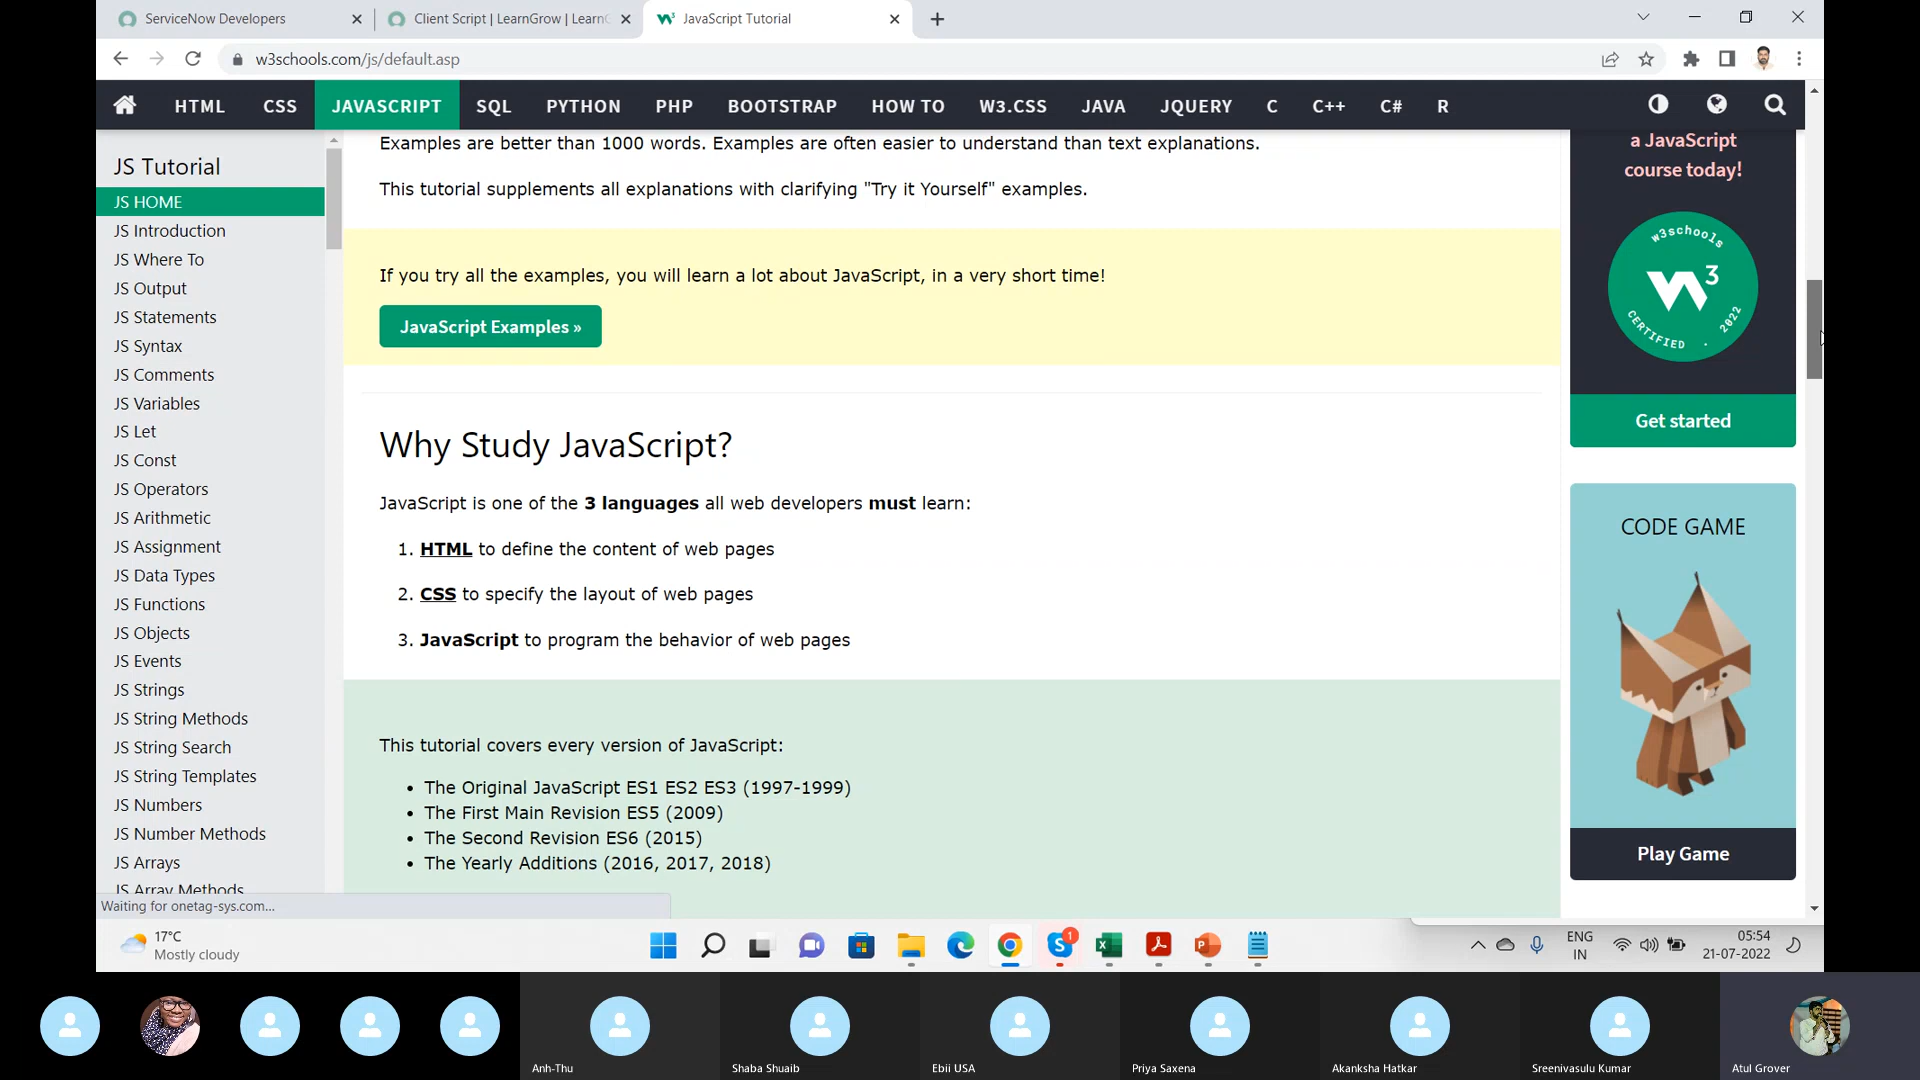 ServiceNow Developers
Client Script | LearnGrow | Learn
JavaScript Tutorial
w3schools.com/js/default.asp
HTML CSS JAVASCRIPT SQL PYTHON PHP BOOTSTRAP HOW TO W3.CSS JAVA JQUERY C C++ C# R
JS Tutorial
JS HOME
JS Introduction
JS Where To
JS Output
JS Statements
JS Syntax
JS Comments
JS Variables
JS Let
JS Const
JS Operators
JS Arithmetic
JS Assignment
JS Data Types
JS Functions
JS Objects
JS Events
JS Strings
JS String Methods
JS String Search
JS String Templates
JS Numbers
JS Number Methods
JS Arrays
JS Array Methods
Examples are better than 1000 words. Examples are often easier to understand than text explanations.
This tutorial supplements all explanations with clarifying "Try it Yourself" examples.
If you try all the examples, you will learn a lot about JavaScript, in a very short time!
JavaScript Examples »
Why Study JavaScript?
JavaScript is one of the 3 languages all web developers must learn:
1. HTML to define the content of web pages
2. CSS to specify the layout of web pages
3. JavaScript to program the behavior of web pages
This tutorial covers every version of JavaScript:
• The Original JavaScript ES1 ES2 ES3 (1997-1999)
• The First Main Revision ES5 (2009)
• The Second Revision ES6 (2015)
• The Yearly Additions (2016, 2017, 2018)
a JavaScript
course today!
w3schools
W3
CERTIFIED . 2022
Get started
CODE GAME
Play Game
Waiting for onetag-sys.com...
17°C
Mostly cloudy
1
ENG
IN
05:54
21-07-2022
Anh-Thu
Shaba Shuaib
Ebii USA
Priya Saxena
Akanksha Hatkar
Sreenivasulu Kumar
Atul Grover